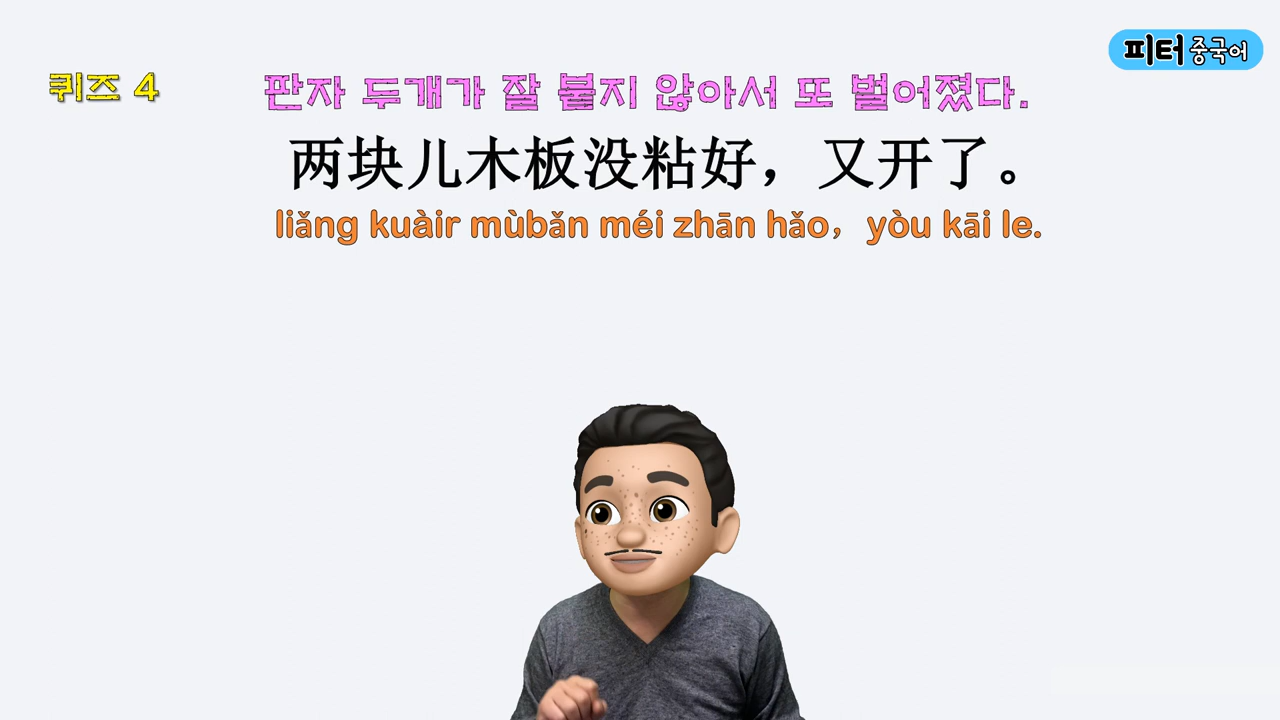 피터 중국어
퀴즈 4
판자 두개가 잘 붙지 않아서 또 벌어졌다.
两块儿木板没粘好，又开了。
liǎng kuàir mùbǎn méi zhān hǎo，yòu kāi le.